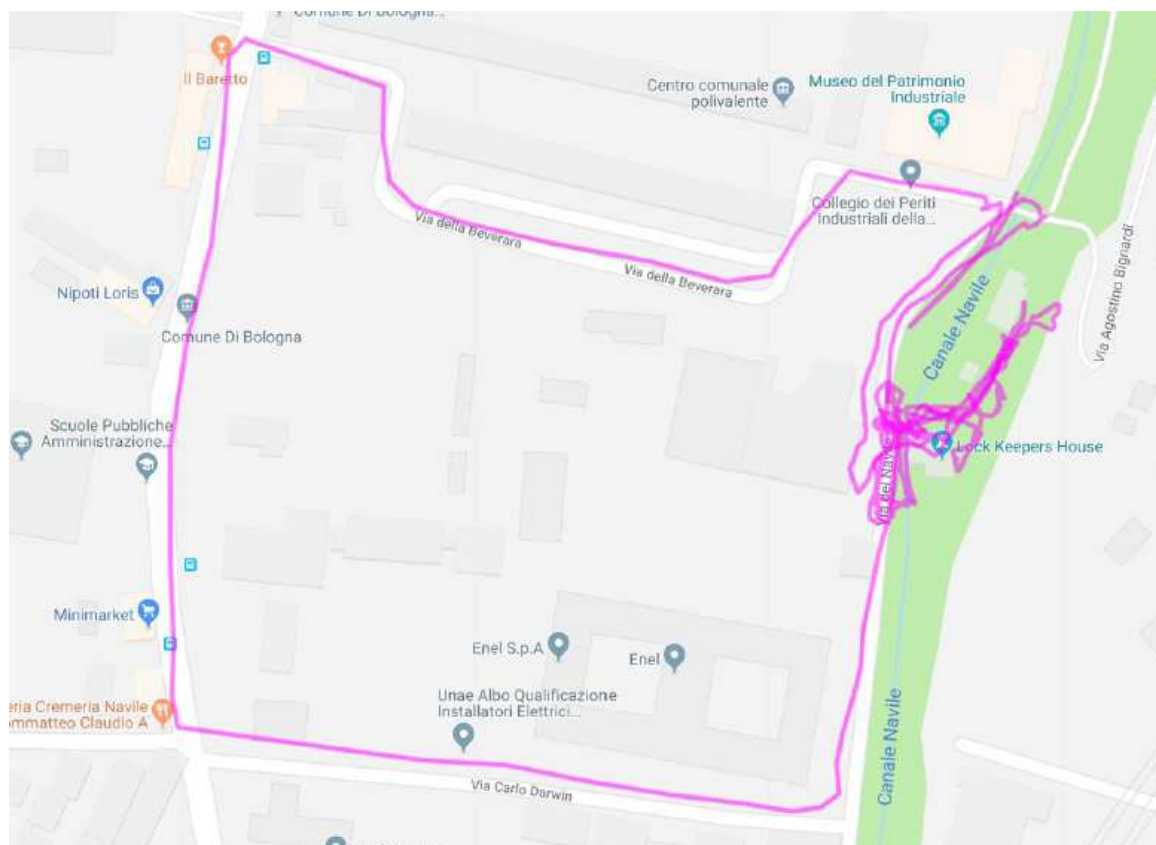 Comune Di Bologna...
Il Baretto
Centro comunale
polivalente
Museo del Patrimonio
Industriale
Collegio dei Periti
Industriali della...
Via della Beverara
Via della Beverara
Via Agostino Bignardi
Canale Navile
Nipoti Loris
Comune Di Bologna
Scuole Pubbliche
Amministrazione...
Lock Keepers House
Via del Navile
Minimarket
Enel S.p.A
Enel
Unae Albo Qualificazione
Installatori Elettrici...
eria Cremeria Navile
ommatteo Claudio A
Via Carlo Darwin
Canale Navile